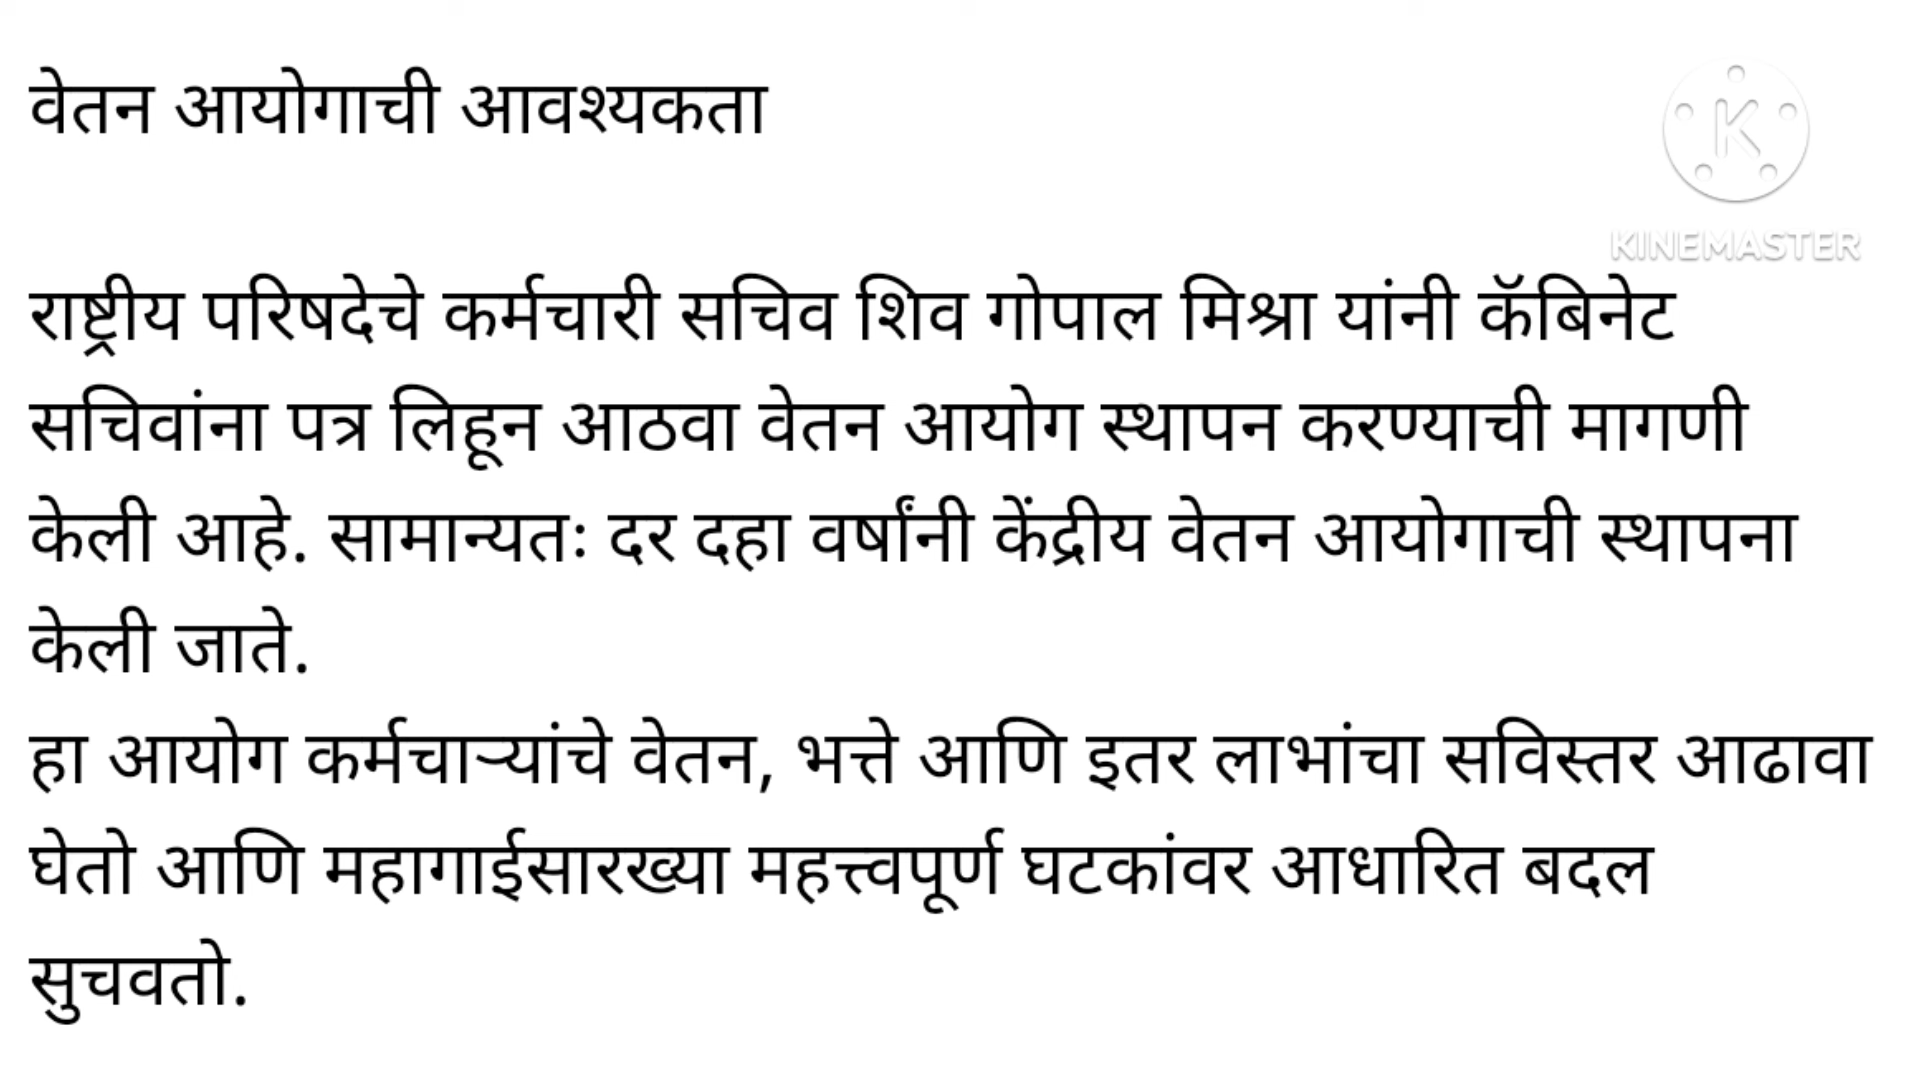 वेतन आयोगाची आवश्यकता
K
KINEMASTER
राष्ट्रीय परिषदेचे कर्मचारी सचिव शिव गोपाल मिश्रा यांनी कॅबिनेट
सचिवांना पत्र लिहून आठवा वेतन आयोग स्थापन करण्याची मागणी
केली आहे. सामान्यतः दर दहा वर्षांनी केंद्रीय वेतन आयोगाची स्थापना
केली जाते.
हा आयोग कर्मचाऱ्यांचे वेतन, भत्ते आणि इतर लाभांचा सविस्तर आढावा
घेतो आणि महागाईसारख्या महत्त्वपूर्ण घटकांवर आधारित बदल
सुचवतो.